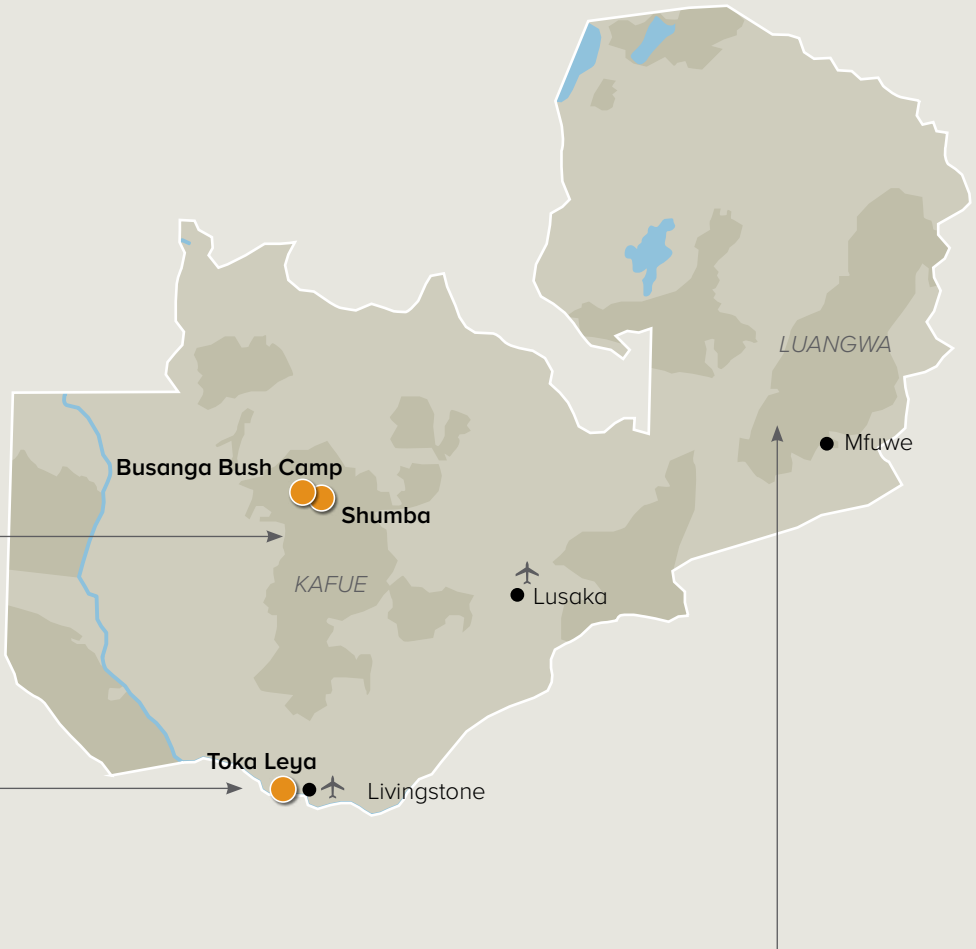 LUANGWA
Mfuwe
Busanga Bush Camp
Shumba
KAFUE
Lusaka
Toka Leya
Livingstone